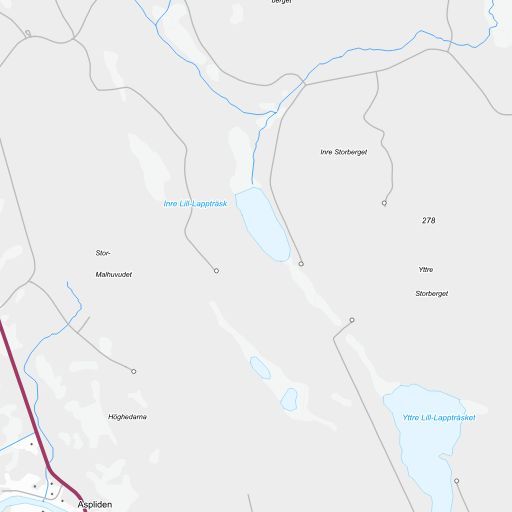 berget
Inre Storberget
Inre Lill-Lappträsk
278
Stor-
Malhuvudet
Yttre
Storberget
Yttre Lill-Lappträsket
Höghedarna
Aspliden